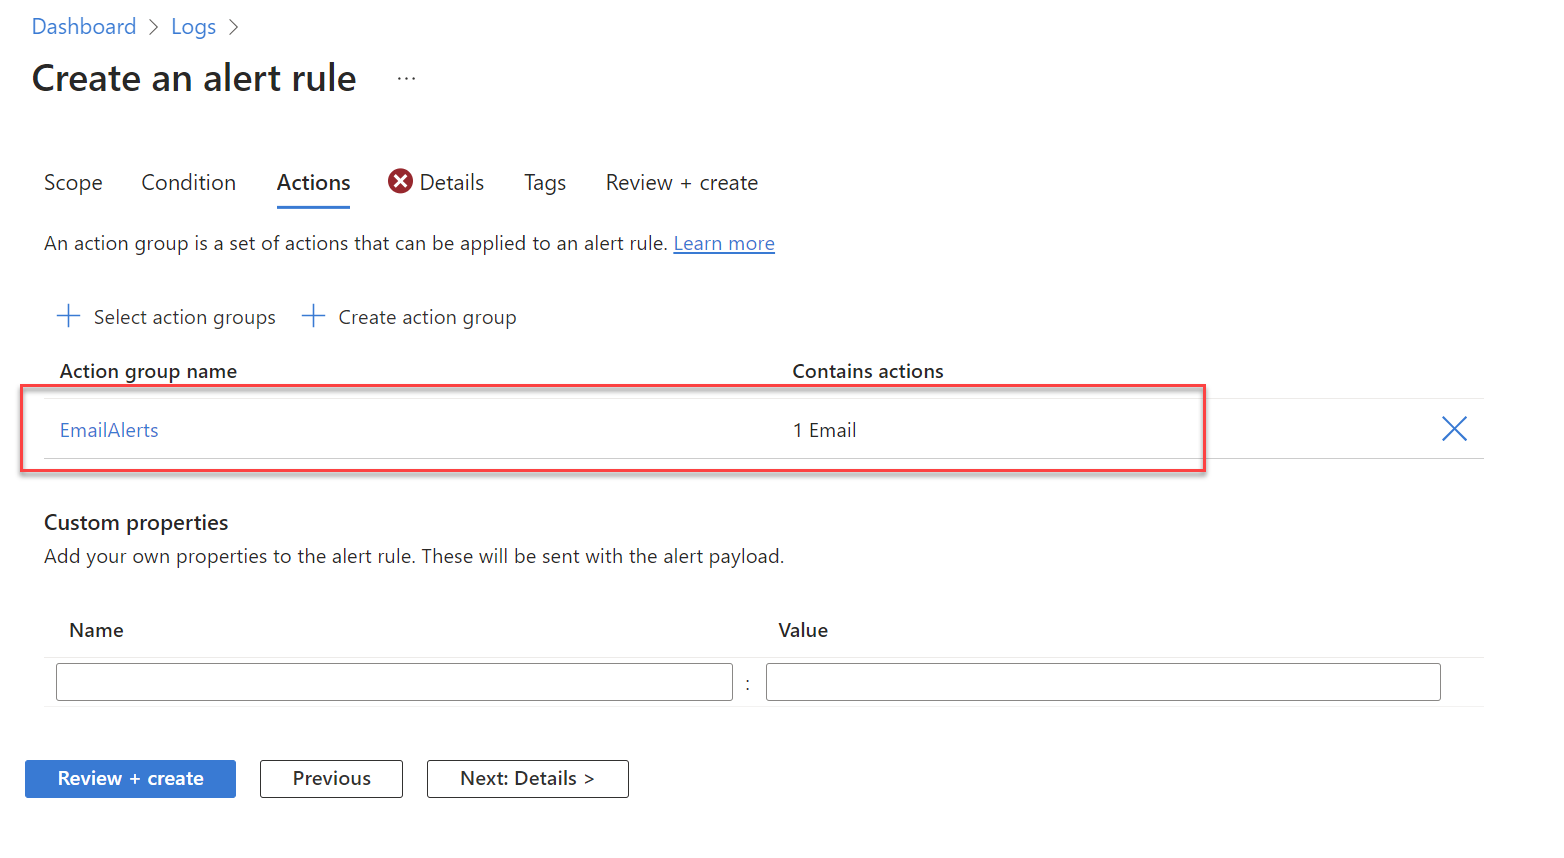 Dashboard > Logs >
Create an alert rule ...
Scope Condition Actions Details Tags Review + create
An action group is a set of actions that can be applied to an alert rule. Learn more
+ Select action groups + Create action group
Action group name Contains actions
EmailAlerts 1 Email
Custom properties
Add your own properties to the alert rule. These will be sent with the alert payload.
Name Value
:
Review + create Previous Next: Details >